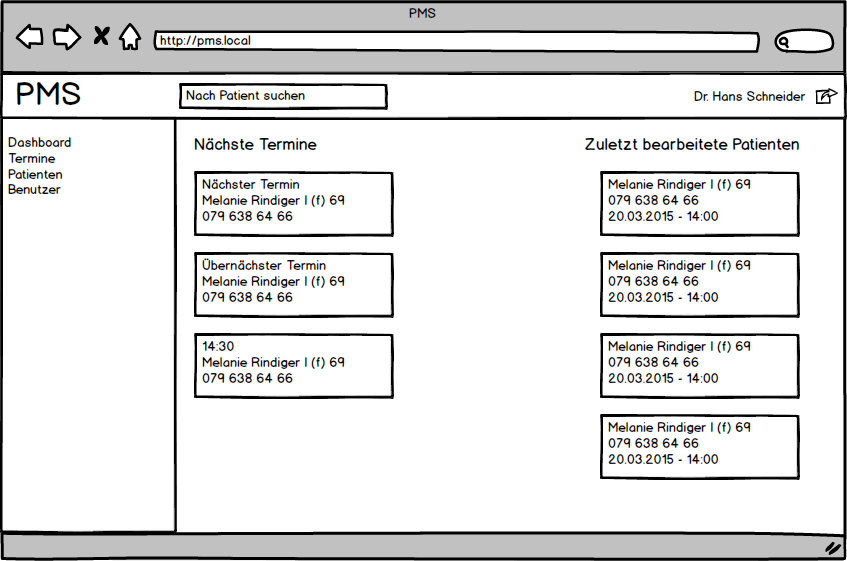 PMS
http://pms.local
PMS
Nach Patient suchen
Dr. Hans Schneider
Dashboard
Termine
Patienten
Benutzer
Nächste Termine
Nächster Termin
Melanie Rindiger | (f) 69
079 638 64 66
Übernächster Termin
Melanie Rindiger | (f) 69
079 638 64 66
14:30
Melanie Rindiger | (f) 69
079 638 64 66
Zuletzt bearbeitete Patienten
Melanie Rindiger | (f) 69
079 638 64 66
20.03.2015 - 14:00
Melanie Rindiger | (f) 69
079 638 64 66
20.03.2015 - 14:00
Melanie Rindiger | (f) 69
079 638 64 66
20.03.2015 - 14:00
Melanie Rindiger | (f) 69
079 638 64 66
20.03.2015 - 14:00